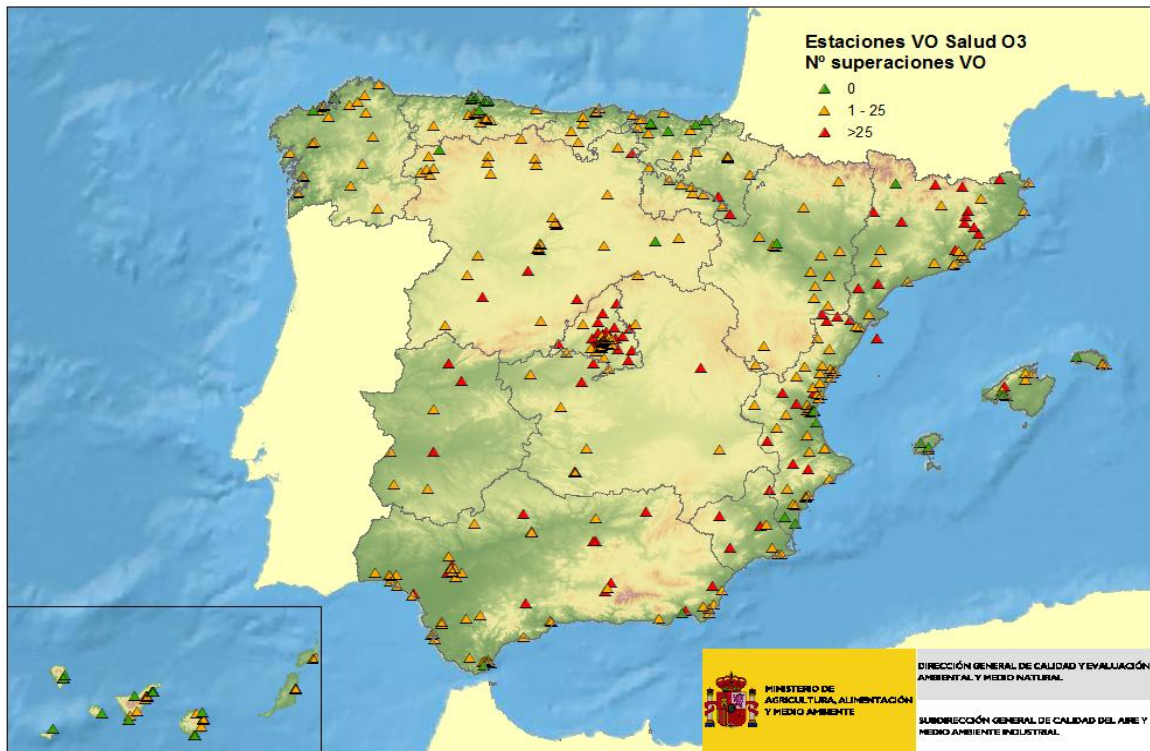 Estaciones VO Salud O3
Nº superaciones VO
0
1 - 25
>25
MINISTERIO DE
AGRICULTURA, ALIMENTACIÓN
Y MEDIO AMBIENTE
DIRECCIÓN GENERAL DE CALIDAD Y EVALUACIÓN
AMBIENTAL Y MEDIO NATURAL
SUBDIRECCIÓN GENERAL DE CALIDAD DEL AIRE Y
MEDIO AMBIENTE INDUSTRIAL